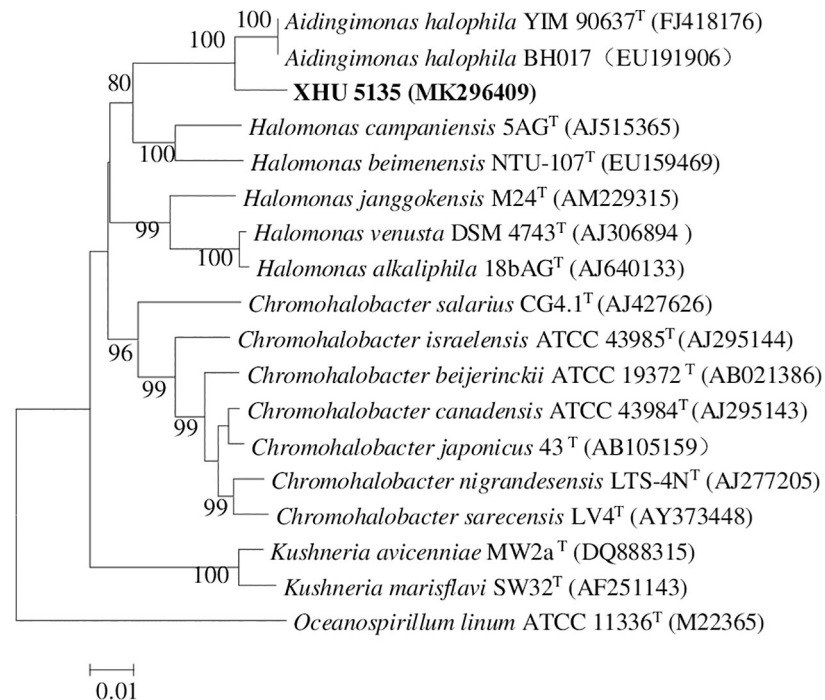 100 Aidingimonas halophila YIM 90637ᵀ (FJ418176)
100
Aidingimonas halophila BH017（EU191906）
80
XHU 5135 (MK296409)
Halomonas campaniensis 5AGᵀ (AJ515365)
100
Halomonas beimenensis NTU-107ᵀ (EU159469)
Halomonas janggokensis M24ᵀ (AM229315)
99
Halomonas venusta DSM 4743ᵀ (AJ306894 )
100
Halomonas alkaliphila 18bAGᵀ (AJ640133)
Chromohalobacter salarius CG4.1ᵀ (AJ427626)
Chromohalobacter israelensis ATCC 43985ᵀ (AJ295144)
96
Chromohalobacter beijerinckii ATCC 19372 ᵀ (AB021386)
99
Chromohalobacter canadensis ATCC 43984ᵀ (AJ295143)
99
Chromohalobacter japonicus 43 ᵀ (AB105159）
Chromohalobacter nigrandesensis LTS-4Nᵀ (AJ277205)
99
Chromohalobacter sarecensis LV4ᵀ (AY373448)
Kushneria avicenniae MW2a ᵀ (DQ888315)
100
Kushneria marisflavi SW32ᵀ (AF251143)
Oceanospirillum linum ATCC 11336ᵀ (M22365)
0.01